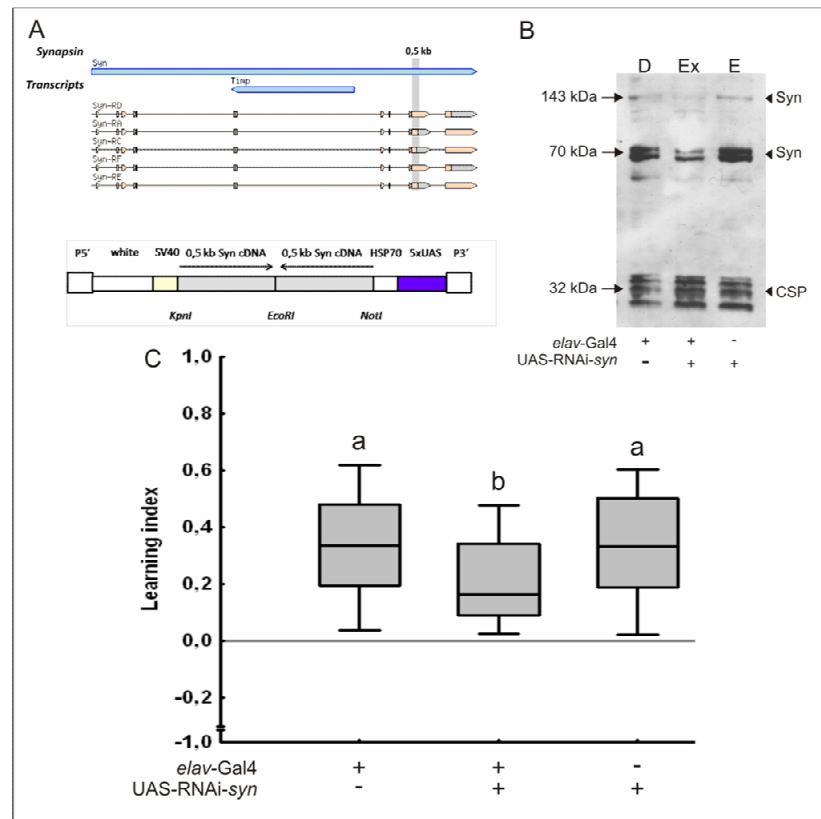 A
Synapsin
0,5 kb
Syn
Transcripts
Timp
Syn-RD
Syn-RA
Syn-RC
Syn-RF
Syn-RE
P5' white SV40 0,5 kb Syn cDNA 0,5 kb Syn cDNA HSP70 5xUAS P3'
KpnI EcoRI NotI
B
D Ex E
143 kDa Syn
70 kDa Syn
32 kDa CSP
elav-Gal4 + + -
UAS-RNAi-syn - + +
C
Learning index
1,0
0,8
0,6
0,4
0,2
0,0
-0,2
-1,0
a
b
a
elav-Gal4 + + -
UAS-RNAi-syn - + +